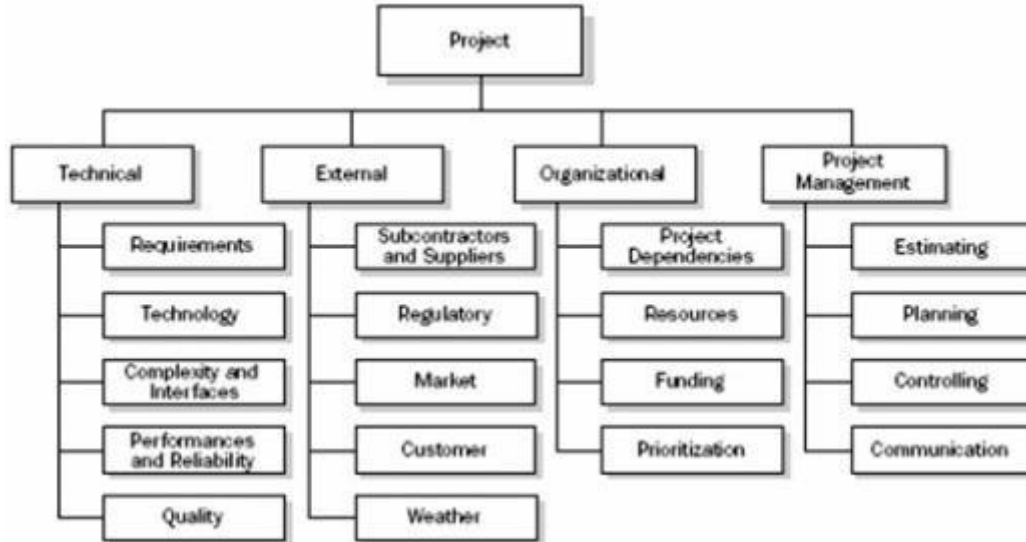 Project
Technical
External
Organizational
Project
Management
Requirements
Technology
Complexity and
Interfaces
Performances
and Reliability
Quality
Subcontractors
and Suppliers
Regulatory
Market
Customer
Weather
Project
Dependencies
Resources
Funding
Prioritization
Estimating
Planning
Controlling
Communication